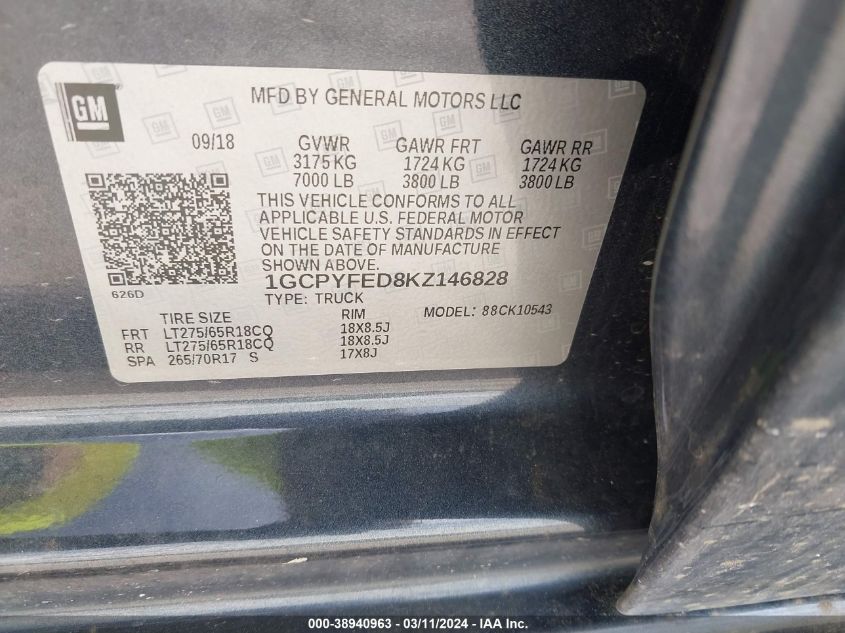 GM
MFD BY GENERAL MOTORS LLC
09/18 GVWR GAWR FRT GAWR RR
3175 KG 1724 KG 1724 KG
7000 LB 3800 LB 3800 LB
THIS VEHICLE CONFORMS TO ALL
APPLICABLE U.S. FEDERAL MOTOR
VEHICLE SAFETY STANDARDS IN EFFECT
ON THE DATE OF MANUFACTURE
SHOWN ABOVE.
626D
1GCPYFED8KZ146828
TYPE: TRUCK MODEL: 88CK10543
TIRE SIZE RIM
FRT LT275/65R18CQ 18X8.5J
RR LT275/65R18CQ 18X8.5J
SPA 265/70R17 S 17X8J
000-38940963 - 03/11/2024 - www.iaai.com